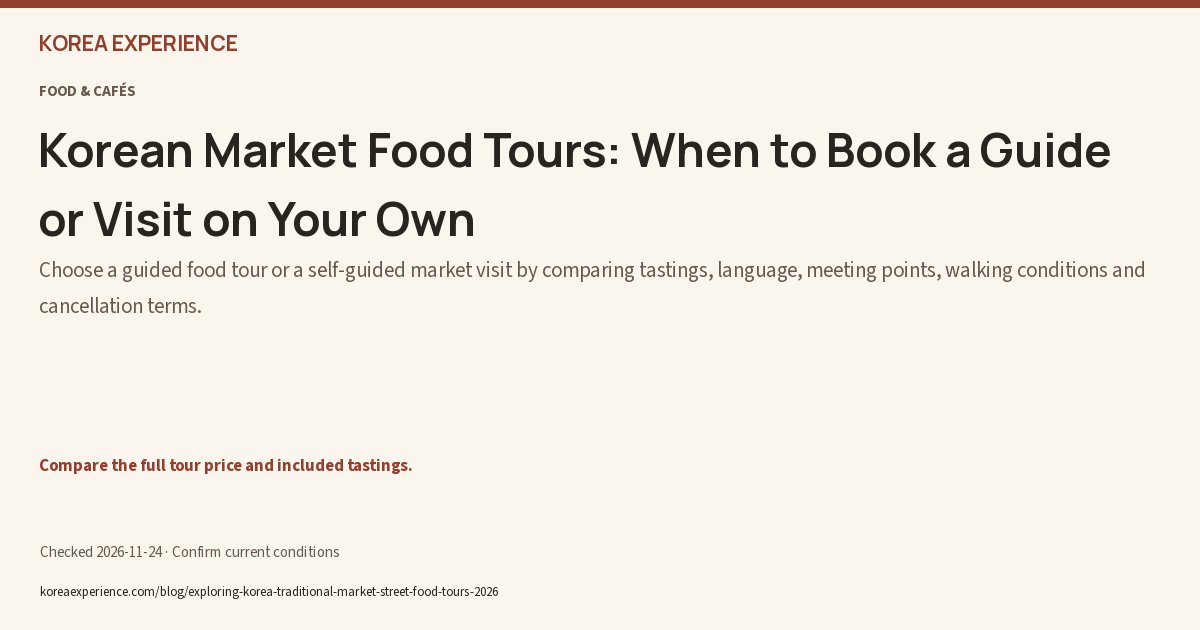 KOREA EXPERIENCE
FOOD & CAFÉS
Korean Market Food Tours: When to Book a Guide
or Visit on Your Own
Choose a guided food tour or a self-guided market visit by comparing tastings, language, meeting points, walking conditions and
cancellation terms.
Compare the full tour price and included tastings.
Checked 2026-11-24 · Confirm current conditions
koreaexperience.com/blog/exploring-korea-traditional-market-street-food-tours-2026